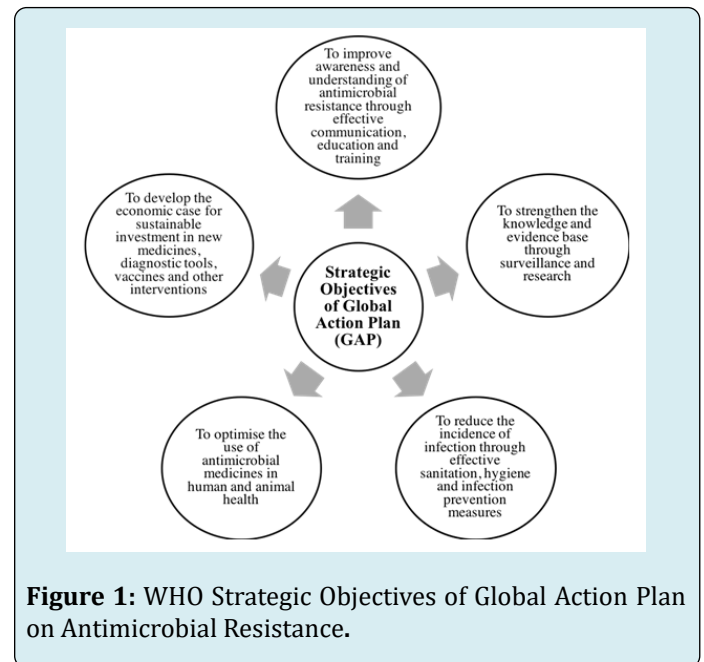 To improve
awareness and
understanding of
antimicrobial
resistance through
effective
communication,
education and
training
To develop the
economic case for
sustainable
investment in new
medicines,
diagnostic tools,
vaccines and other
interventions
To strengthen the
knowledge and
evidence base
through
surveillance and
research
Strategic
Objectives
of Global
Action Plan
(GAP)
To optimise the
use of
antimicrobial
medicines in
human and animal
health
To reduce the
incidence of
infection through
effective
sanitation, hygiene
and infection
prevention
measures
Figure 1: WHO Strategic Objectives of Global Action Plan
on Antimicrobial Resistance.